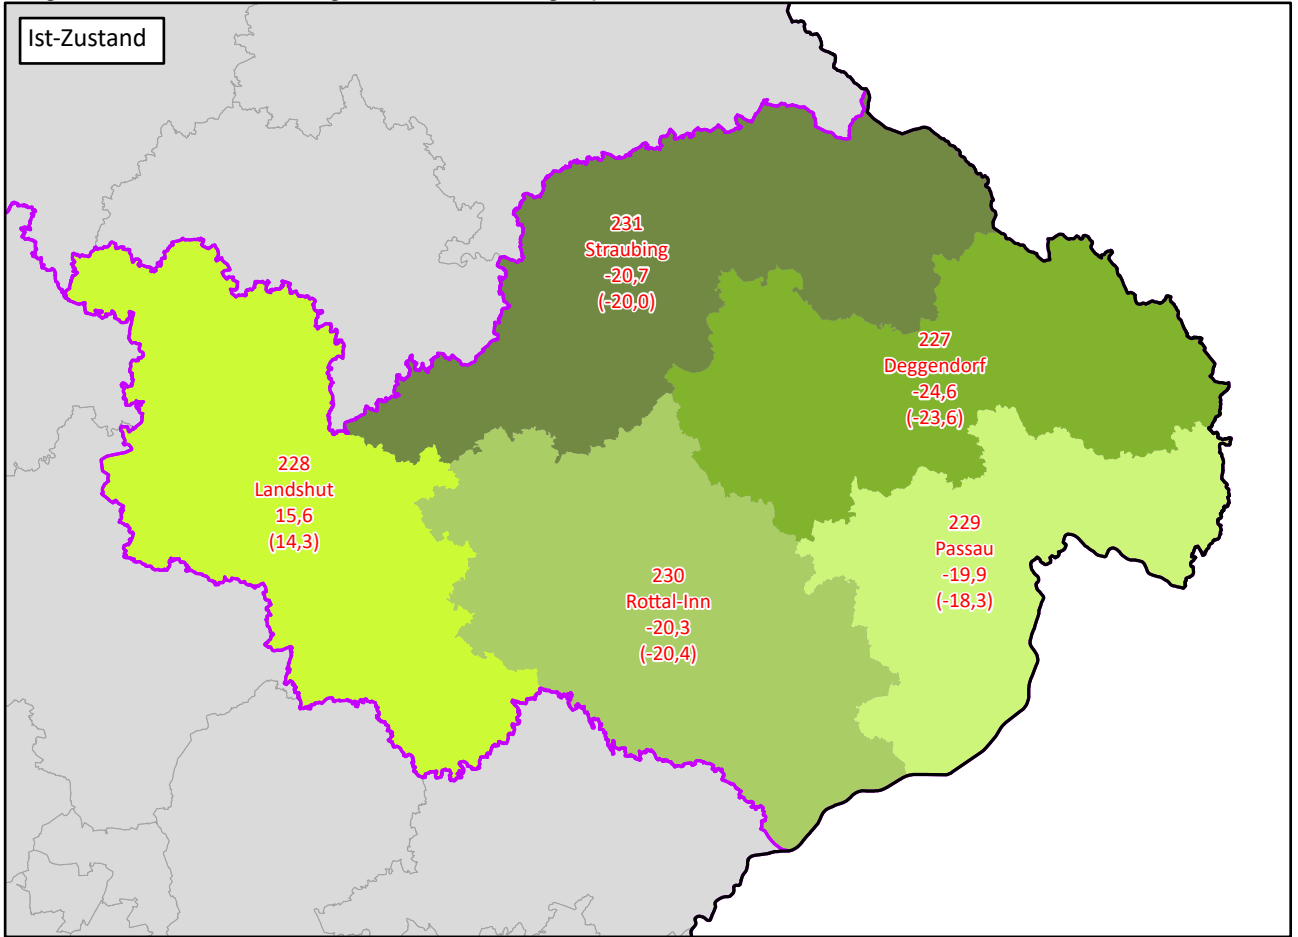 Ist-Zustand
231
Straubing
-20,7
(-20,0)
227
Deggendorf
-24,6
(-23,6)
228
Landshut
15,6
(14,3)
229
Passau
-19,9
(-18,3)
230
Rottal-Inn
-20,3
(-20,4)